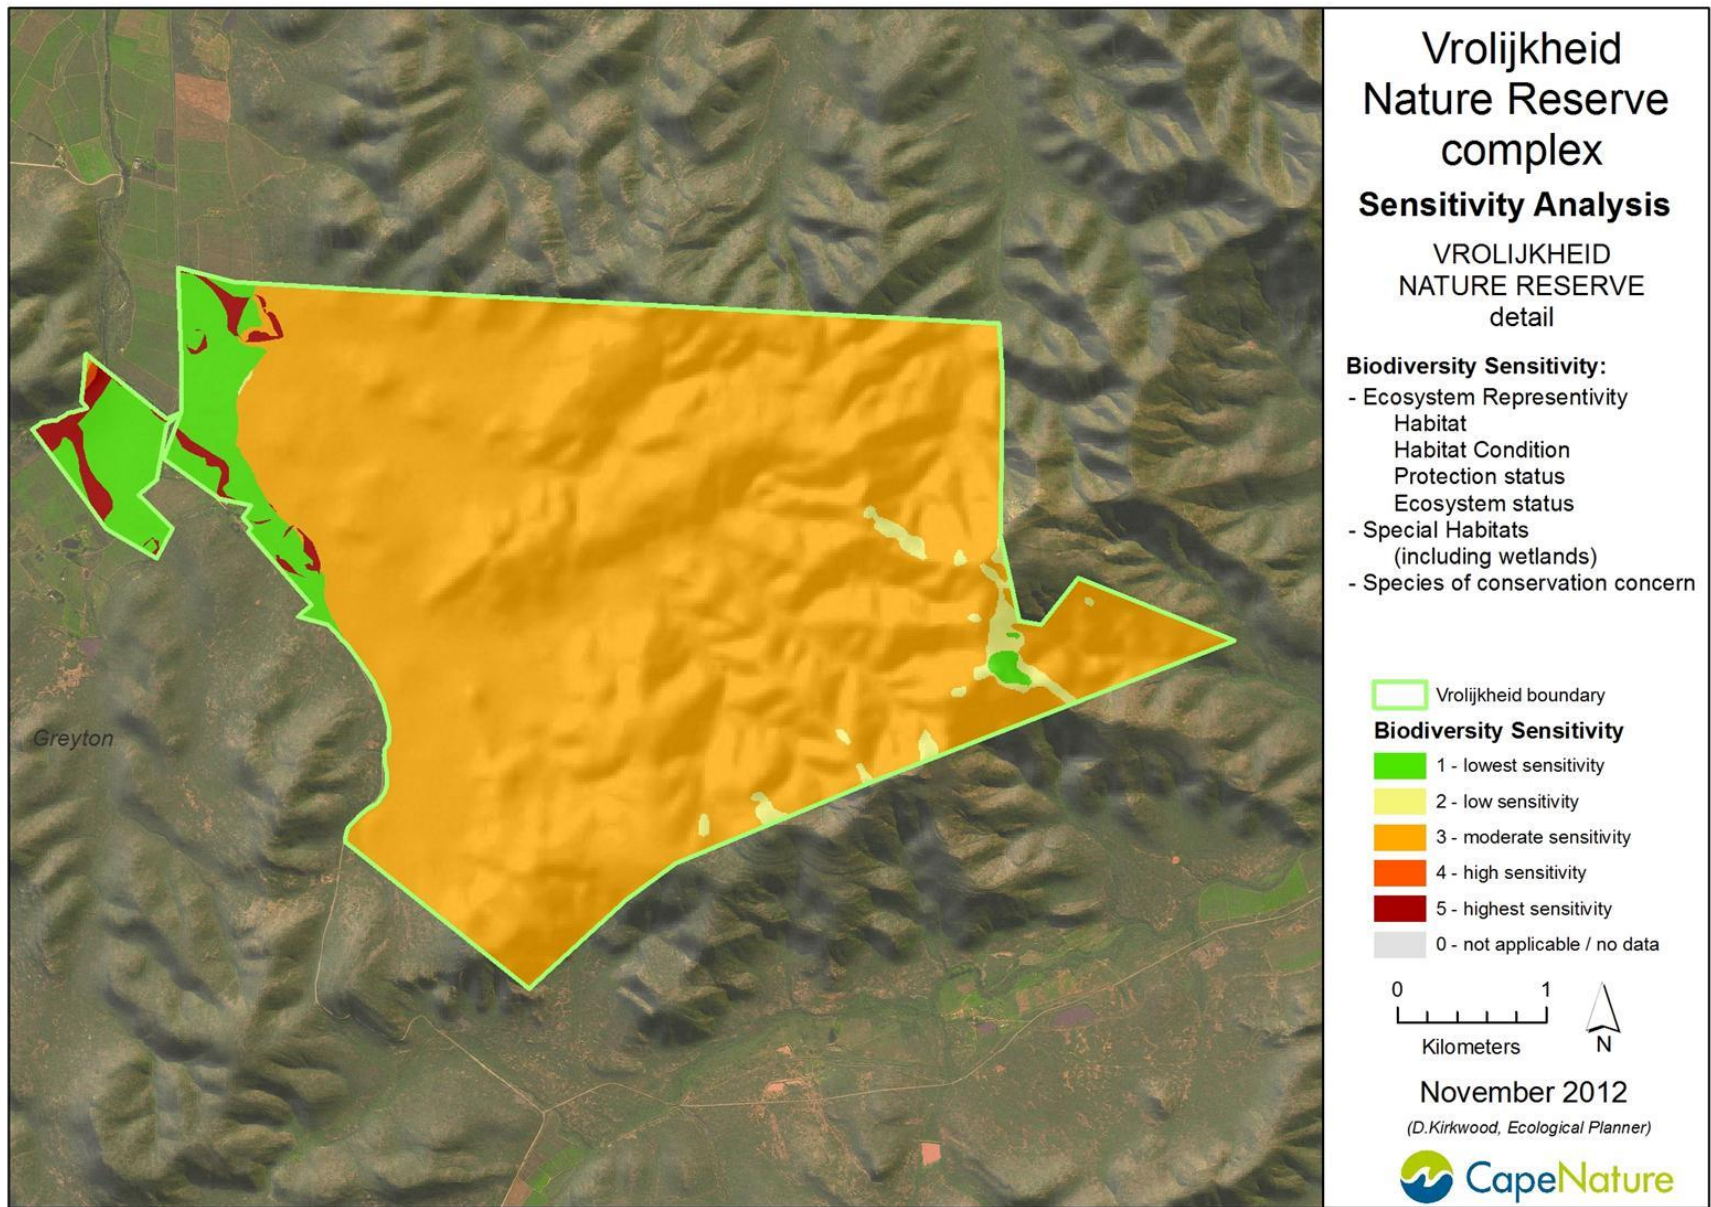 Vrolijkheid
Nature Reserve
complex
Sensitivity Analysis
VROLIJKHEID
NATURE RESERVE
detail
Biodiversity Sensitivity:
- Ecosystem Representivity
Habitat
Habitat Condition
Protection status
Ecosystem status
- Special Habitats
(including wetlands)
- Species of conservation concern
Vrolijkheid boundary
Biodiversity Sensitivity
1 - lowest sensitivity
2 - low sensitivity
3 - moderate sensitivity
4 - high sensitivity
5 - highest sensitivity
0 - not applicable / no data
0 1
Kilometers
N
November 2012
(D.Kirkwood, Ecological Planner)
CapeNature
Greyton